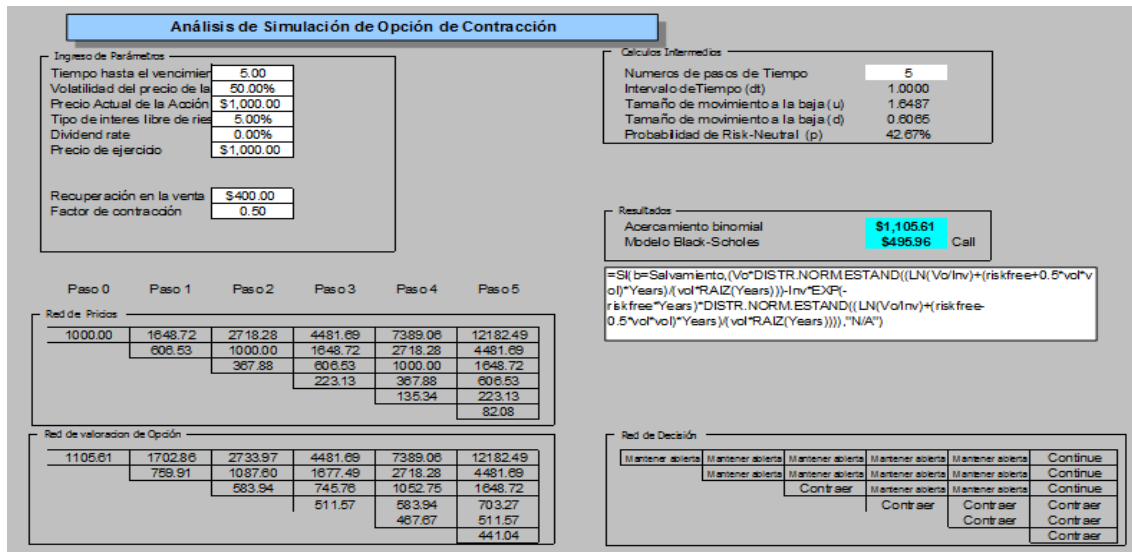 Análisis de Simulación de Opción de Contracción
Ingreso de Parámetros
Tiempo hasta el vencimien 5.00
Volatilidad del precio de la 50.00%
Precio Actual de la Acción $1,000.00
Tipo de interes libre de ries 5.00%
Dividend rate 0.00%
Precio de ejercicio $1,000.00
Recuperación en la venta $400.00
Factor de contracción 0.50
Calculos Intermedios
Numeros de pasos de Tiempo 5
Intervalo deTiempo (dt) 1.0000
Tamaño de movimiento a la baja (u) 1.6487
Tamaño de movimiento a la baja (d) 0.6065
Probabilidad de Risk-Neutral (p) 42.67%
Resultados
Acercamiento binomial $1,105.61
Modelo Black-Scholes $495.96 Call
=SI(b=Salvamiento,(Vo*DISTR.NORM.ESTAND((LN(Vo/Inv)+(riskfree+0.5*vol*v
ol)*Years)/(vol*RAIZ(Years)))-Inv*EXP(-
riskfree*Years)*DISTR.NORM.ESTAND((LN(Vo/Inv)+(riskfree-
0.5*vol*vol)*Years)/(vol*RAIZ(Years)))),"N/A")
Paso 0 Paso 1 Paso 2 Paso 3 Paso 4 Paso 5
Red de Pricios
1000.00 1648.72 2718.28 4481.69 7389.06 12182.49
606.53 1000.00 1648.72 2718.28 4481.69
367.88 606.53 1000.00 1648.72
223.13 367.88 606.53
135.34 223.13
82.08
Red de valoracion de Opción
1105.61 1702.86 2733.97 4481.69 7389.06 12182.49
759.91 1087.60 1677.49 2718.28 4481.69
583.94 745.76 1052.75 1648.72
511.57 583.94 703.27
467.67 511.57
441.04
Red de Decisión
Mantener abierta Mantener abierta Mantener abierta Mantener abierta Mantener abierta Continue
Mantener abierta Mantener abierta Mantener abierta Mantener abierta Continue
Contraer Mantener abierta Mantener abierta Continue
Contraer Contraer Contraer
Contraer Contraer
Contraer